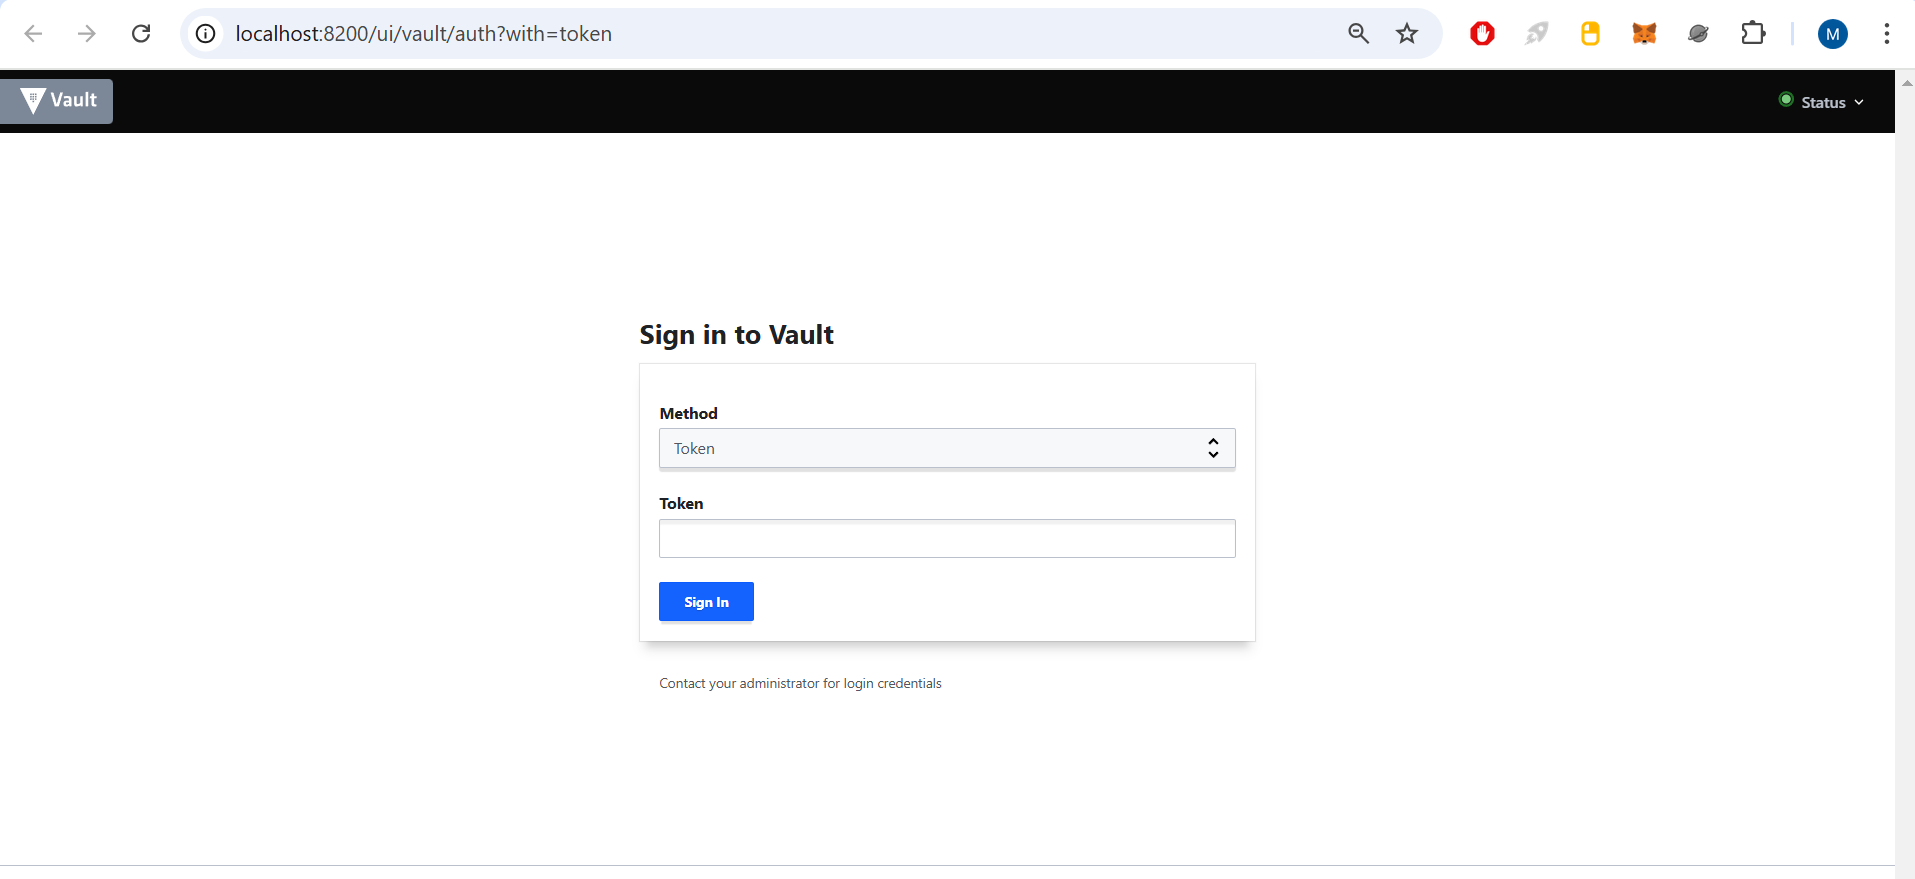 localhost:8200/ui/vault/auth?with=token
M
Vault
Status
Sign in to Vault
Method
Token
Token
Sign In
Contact your administrator for login credentials